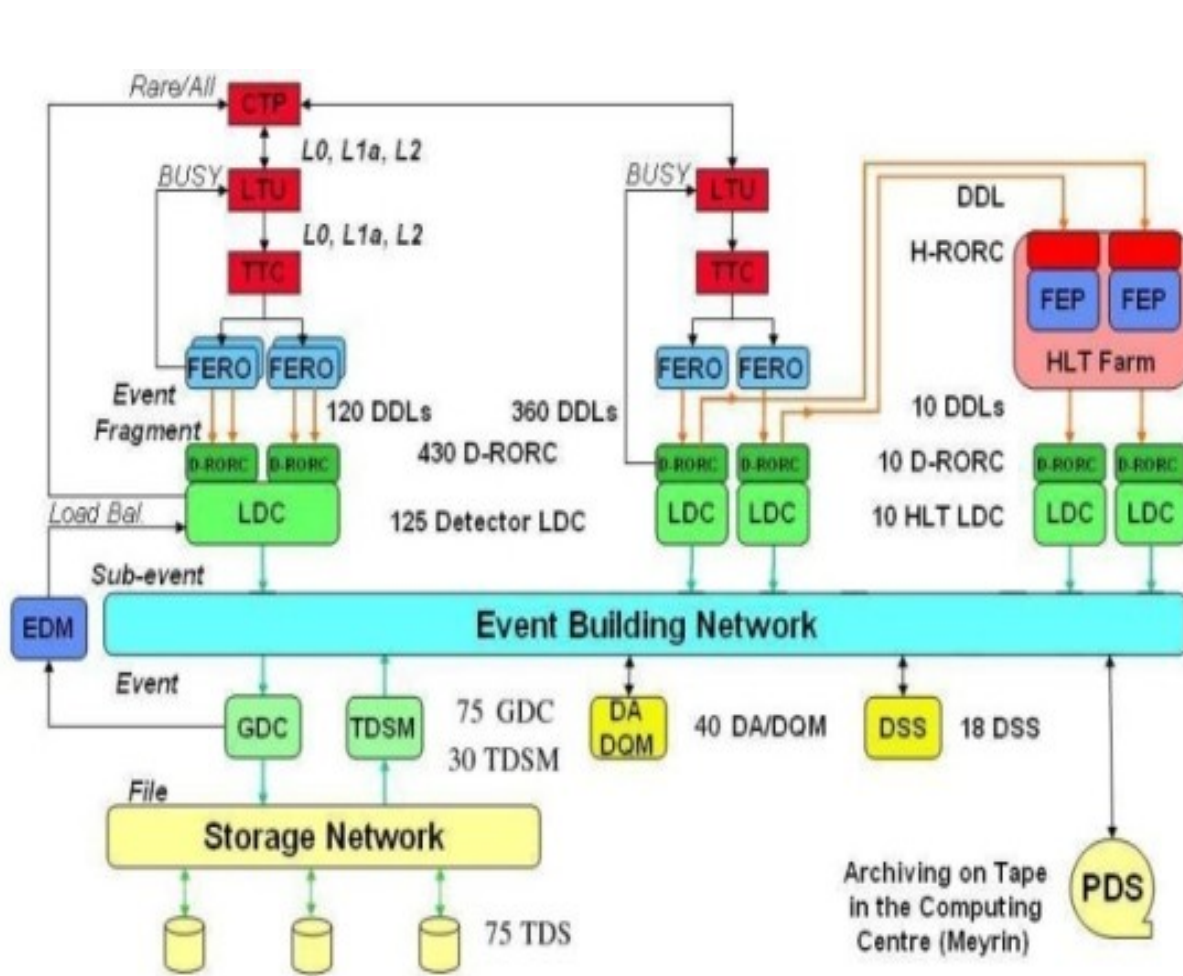 Rare/All
CTP
L0, L1a, L2
BUSY
LTU
BUSY
LTU
DDL
L0, L1a, L2
TTC
TTC
H-RORC
FEP
FEP
FERO
FERO
FERO
FERO
HLT Farm
Event
Fragment
120 DDLs
360 DDLs
10 DDLs
430 D-RORC
D-RORC
D-RORC
D-RORC
D-RORC
10 D-RORC
D-RORC
D-RORC
Load Bal.
LDC
125 Detector LDC
LDC
LDC
10 HLT LDC
LDC
LDC
Sub-event
EDM
Event Building Network
Event
GDC
TDSM
75 GDC
30 TDSM
DA
DQM
40 DA/DQM
DSS
18 DSS
File
Storage Network
75 TDS
Archiving on Tape
in the Computing
Centre (Meyrin)
PDS